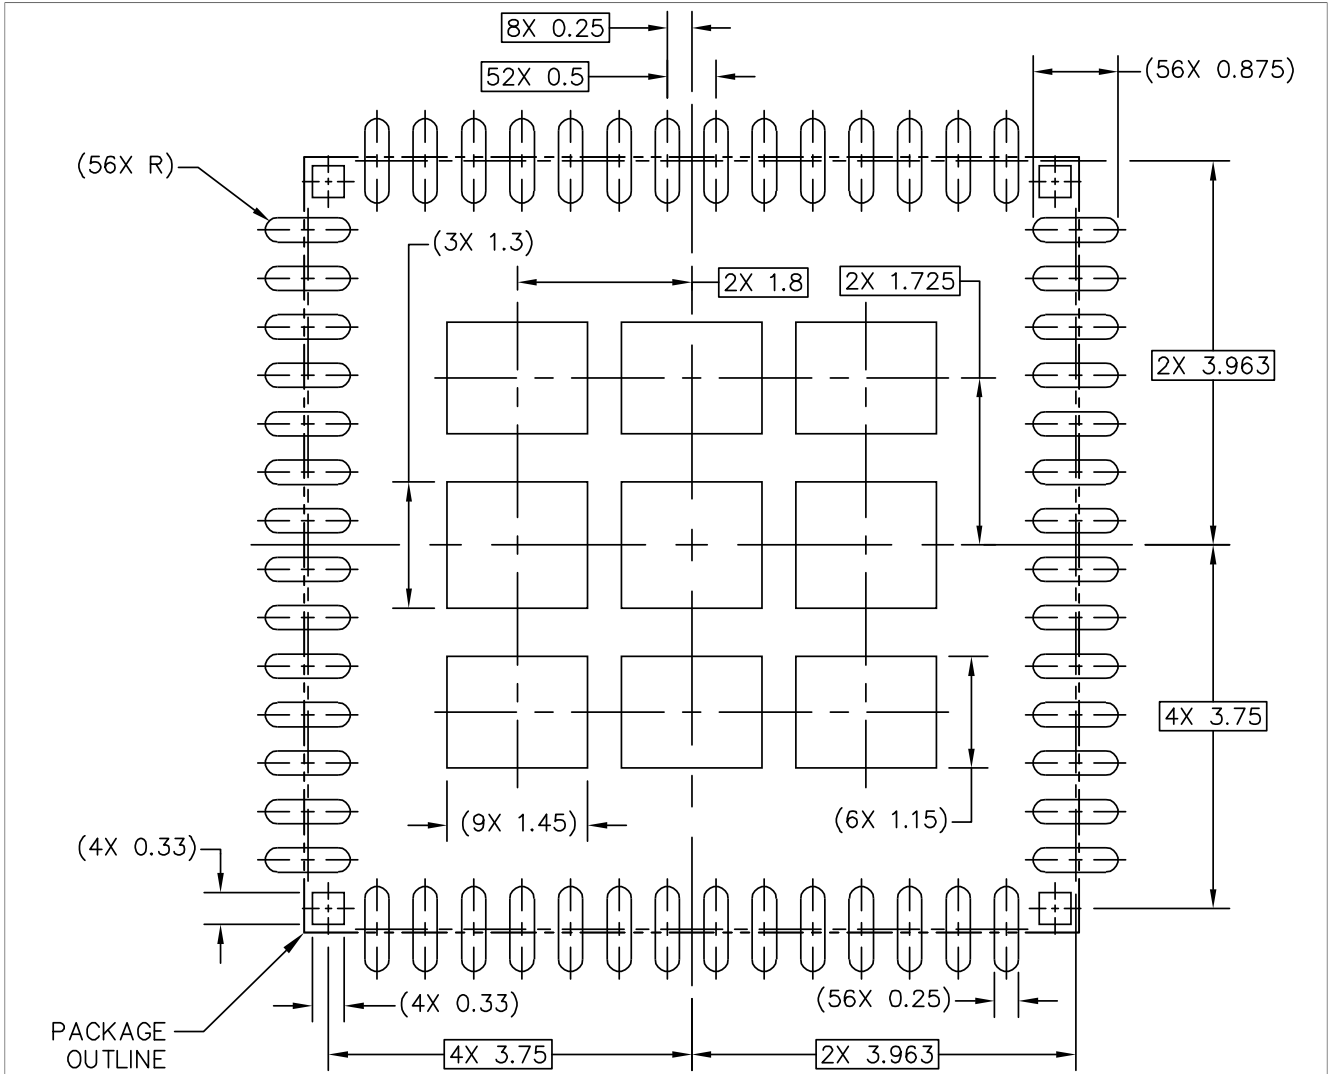 8X 0.25
52X 0.5
(56X 0.875)
(56X R)
(3X 1.3)
2X 1.8
2X 1.725
2X 3.963
4X 3.75
(9X 1.45)
(6X 1.15)
(4X 0.33)
(4X 0.33)
(56X 0.25)
PACKAGE
OUTLINE
4X 3.75
2X 3.963